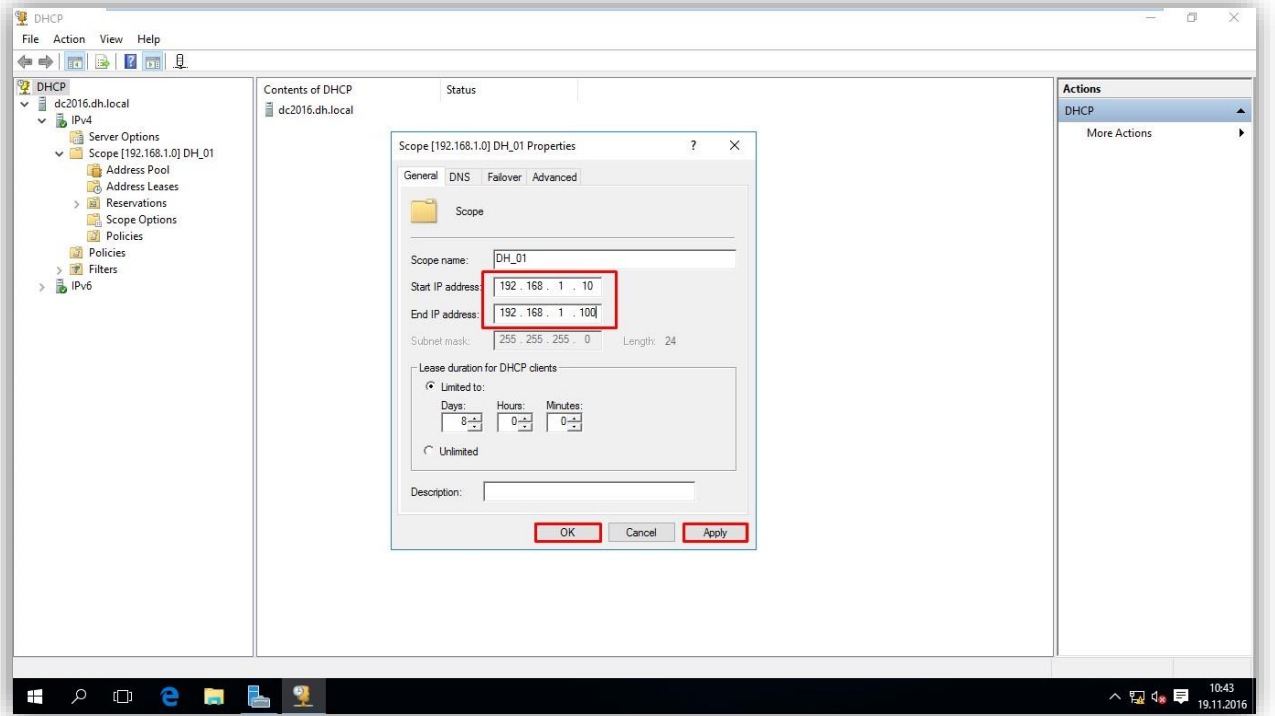 DHCP
File Action View Help
DHCP
dc2016.dh.local
IPv4
Server Options
Scope [192.168.1.0] DH_01
Address Pool
Address Leases
Reservations
Scope Options
Policies
Policies
Filters
IPv6
Contents of DHCP Status
dc2016.dh.local
Scope [192.168.1.0] DH_01 Properties ? X
General DNS Failover Advanced
Scope
Scope name: DH_01
Start IP address: 192 . 168 . 1 . 10
End IP address: 192 . 168 . 1 . 100
Subnet mask: 255 . 255 . 255 . 0 Length: 24
Lease duration for DHCP clients
Limited to:
Days: Hours: Minutes:
8 0 0
Unlimited
Description:
OK Cancel Apply
Actions
DHCP
More Actions
10:43
19.11.2016